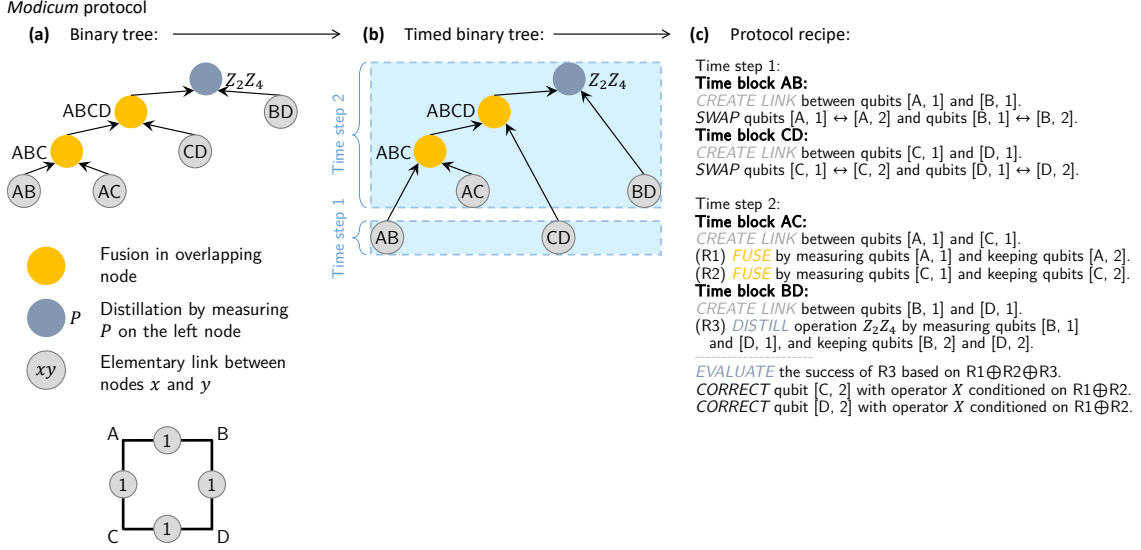 Modicum protocol
(a) Binary tree:
Z₂Z₄
ABCD
BD
ABC
CD
AB
AC
Fusion in overlapping
node
P
Distillation by measuring
P on the left node
xy
Elementary link between
nodes x and y
A
1
B
1
1
C
1
D
(b) Timed binary tree:
Time step 2
Z₂Z₄
ABCD
ABC
AC
BD
Time step 1
AB
CD
(c) Protocol recipe:
Time step 1:
Time block AB:
CREATE LINK between qubits [A, 1] and [B, 1].
SWAP qubits [A, 1] ↔ [A, 2] and qubits [B, 1] ↔ [B, 2].
Time block CD:
CREATE LINK between qubits [C, 1] and [D, 1].
SWAP qubits [C, 1] ↔ [C, 2] and qubits [D, 1] ↔ [D, 2].
Time step 2:
Time block AC:
CREATE LINK between qubits [A, 1] and [C, 1].
(R1) FUSE by measuring qubits [A, 1] and keeping qubits [A, 2].
(R2) FUSE by measuring qubits [C, 1] and keeping qubits [C, 2].
Time block BD:
CREATE LINK between qubits [B, 1] and [D, 1].
(R3) DISTILL operation Z₂Z₄ by measuring qubits [B, 1]
and [D, 1], and keeping qubits [B, 2] and [D, 2].
EVALUATE the success of R3 based on R1⊕R2⊕R3.
CORRECT qubit [C, 2] with operator X conditioned on R1⊕R2.
CORRECT qubit [D, 2] with operator X conditioned on R1⊕R2.